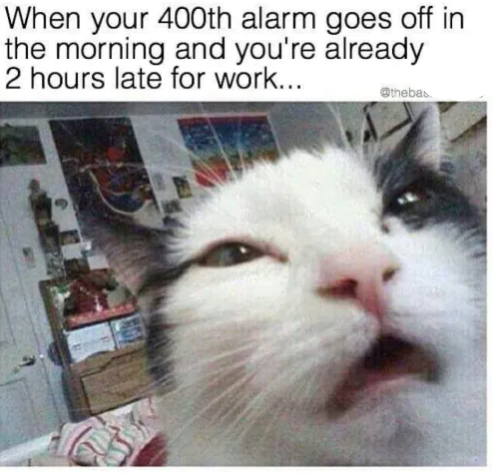 When your 400th alarm goes off in
the morning and you're already
2 hours late for work...